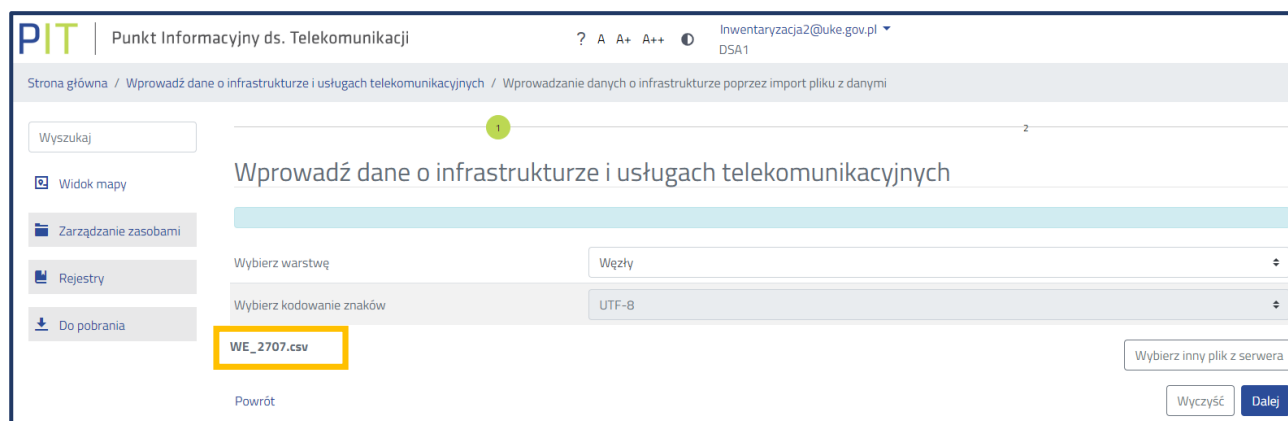 PIT | Punkt Informacyjny ds. Telekomunikacji ? A A+ A++ Inwentaryzacja2@uke.gov.pl
DSA1
Strona główna / Wprowadź dane o infrastrukturze i usługach telekomunikacyjnych / Wprowadzanie danych o infrastrukturze poprzez import pliku z danymi
Wyszukaj
Widok mapy
Zarządzanie zasobami
Rejestry
Do pobrania
1 2
Wprowadź dane o infrastrukturze i usługach telekomunikacyjnych
Wybierz warstwę Węzły
Wybierz kodowanie znaków UTF-8
WE_2707.csv Wybierz inny plik z serwera
Powrót Wyczyść Dalej